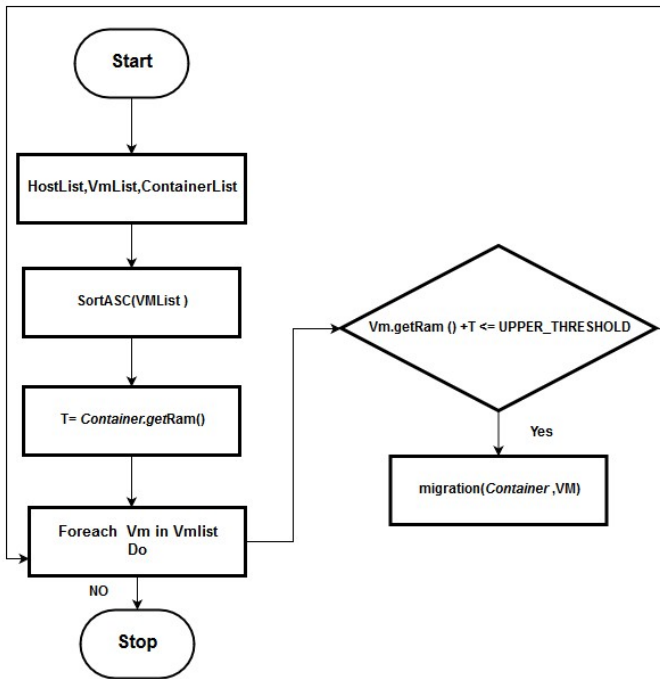 Start
HostList,VmList,ContainerList
SortASC(VMList )
T= Container.getRam()
Foreach Vm in Vmlist
Do
NO
Stop
Vm.getRam () +T <= UPPER_THRESHOLD
Yes
migration(Container ,VM)